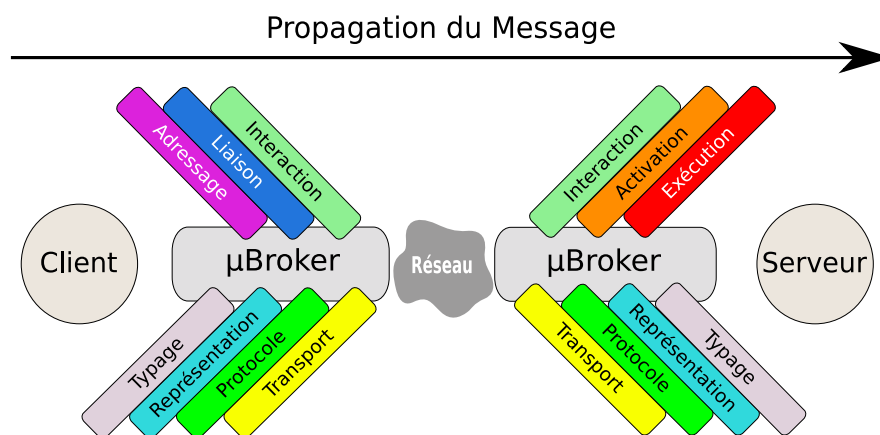 Propagation du Message
Adressage
Liaison
Interaction
Interaction
Activation
Exécution
Client
µBroker
Réseau
µBroker
Serveur
Typage
Représentation
Protocole
Transport
Transport
Protocole
Représentation
Typage